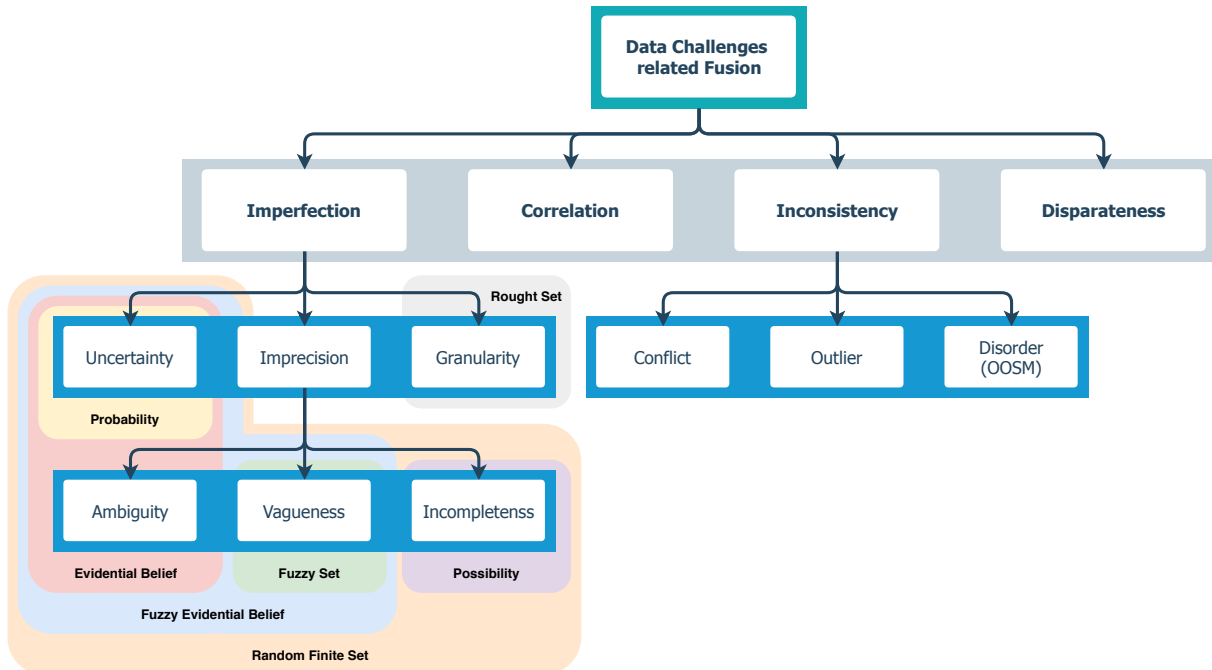 Data Challenges
related Fusion
Imperfection
Correlation
Inconsistency
Disparateness
Rought Set
Uncertainty
Imprecision
Granularity
Conflict
Outlier
Disorder
(OOSM)
Probability
Ambiguity
Vagueness
Incompletenss
Evidential Belief
Fuzzy Set
Possibility
Fuzzy Evidential Belief
Random Finite Set